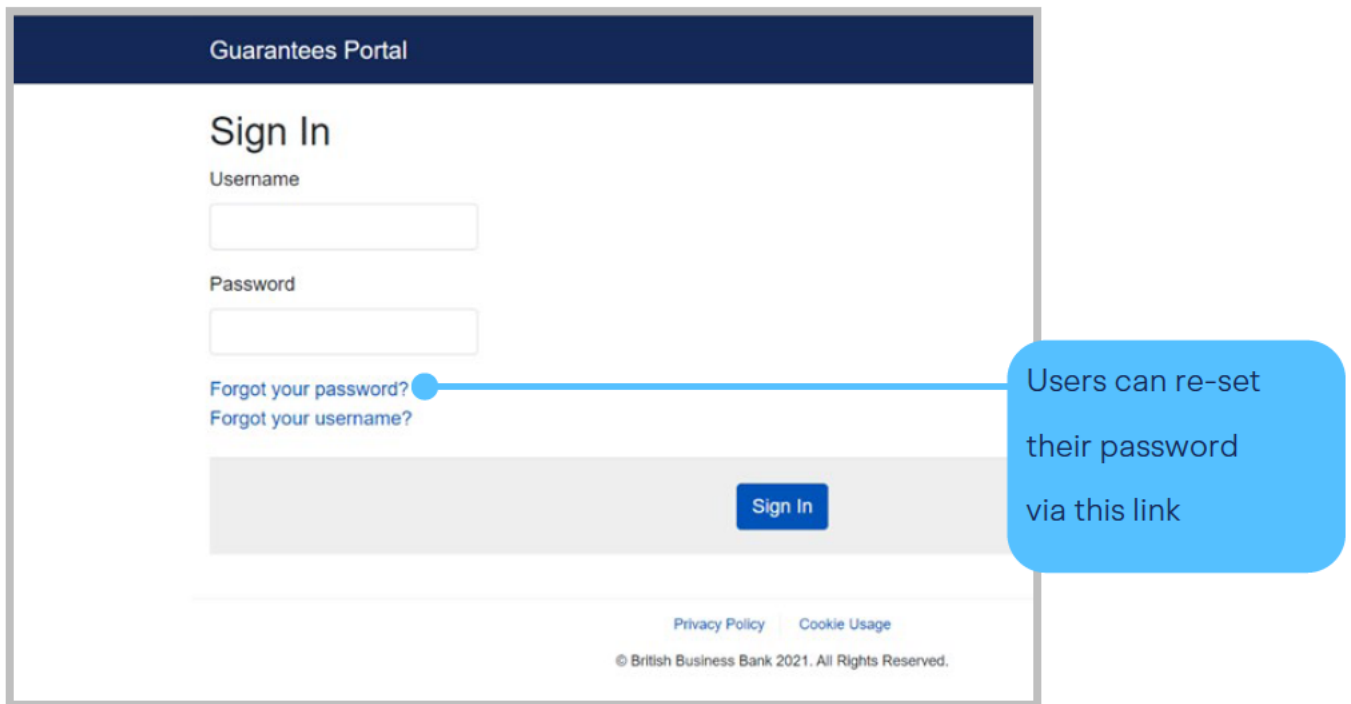 Guarantees Portal
Sign In
Username
Password
Forgot your password?
Forgot your username?
Users can re-set
their password
via this link
Sign In
Privacy Policy Cookie Usage
© British Business Bank 2021. All Rights Reserved.